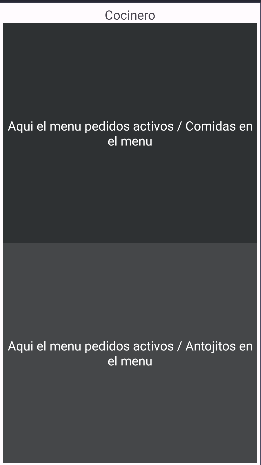 Cocinero
Aqui el menu pedidos activos / Comidas en
el menu
Aqui el menu pedidos activos / Antojitos en
el menu